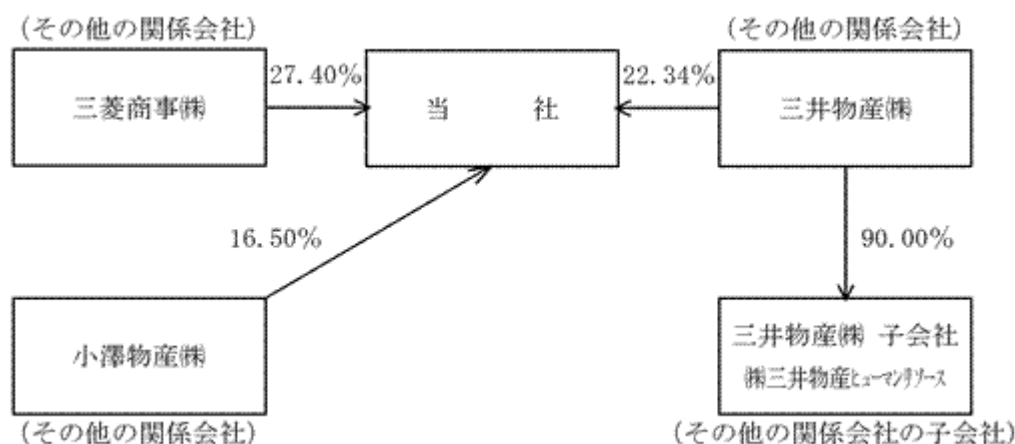 (その他の関係会社)
三菱商事㈱
27.40%
当　　社
22.34%
(その他の関係会社)
三井物産㈱
16.50%
90.00%
小澤物産㈱
(その他の関係会社)
三井物産㈱ 子会社
㈱三井物産ﾋｭｰﾏﾝﾘｿｰｽ
(その他の関係会社の子会社)